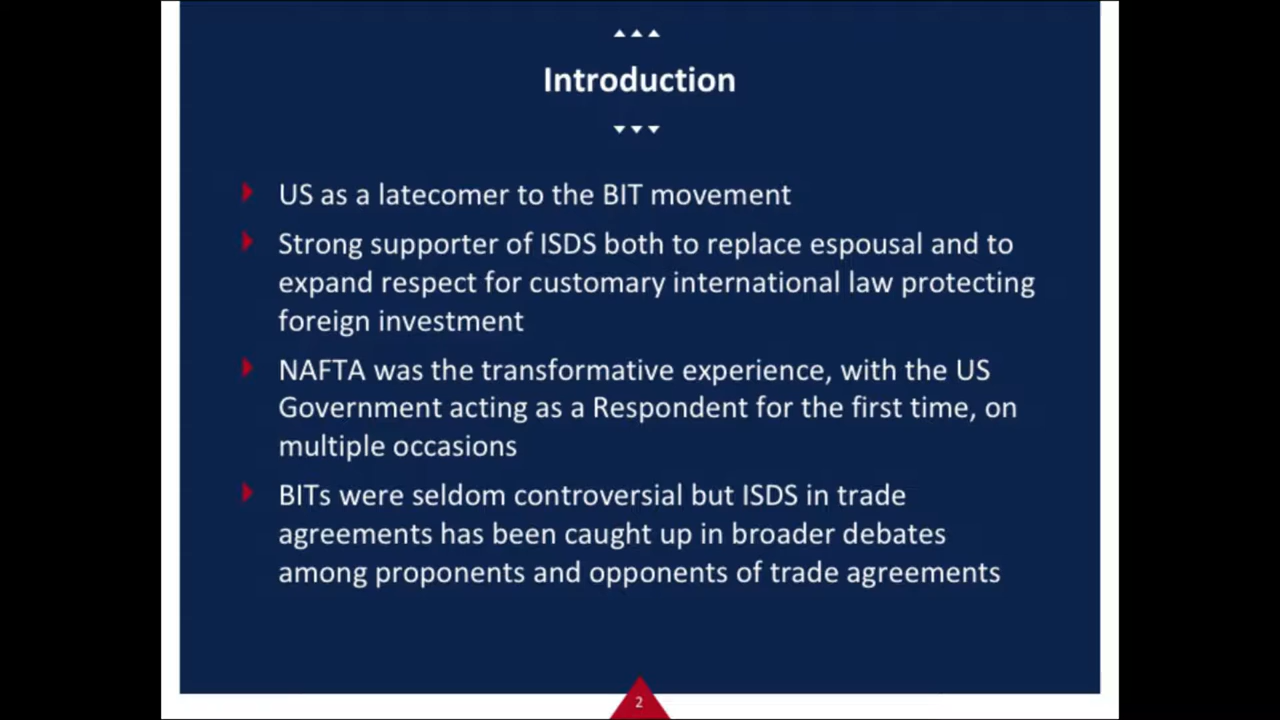 Introduction
US as a latecomer to the BIT movement
Strong supporter of ISDS both to replace espousal and to
expand respect for customary international law protecting
foreign investment
NAFTA was the transformative experience, with the US
Government acting as a Respondent for the first time, on
multiple occasions
BITs were seldom controversial but ISDS in trade
agreements has been caught up in broader debates
among proponents and opponents of trade agreements
2